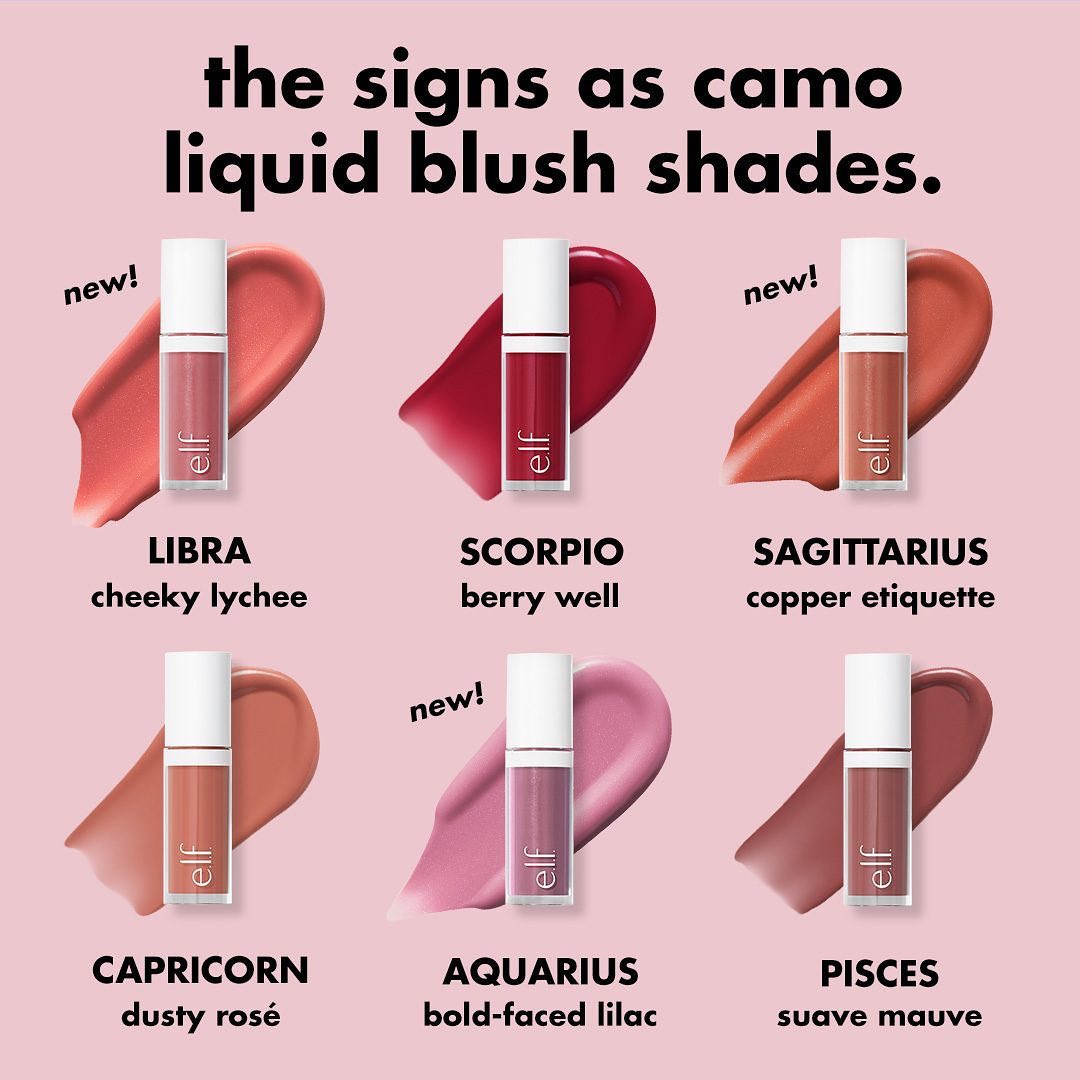 the signs as camo
liquid blush shades.
new!
new!
e.l.f.
e.l.f.
e.l.f.
LIBRA
SCORPIO
SAGITTARIUS
cheeky lychee
berry well
copper etiquette
new!
e.l.f.
e.l.f.
e.l.f.
CAPRICORN
AQUARIUS
PISCES
dusty rosé
bold-faced lilac
suave mauve